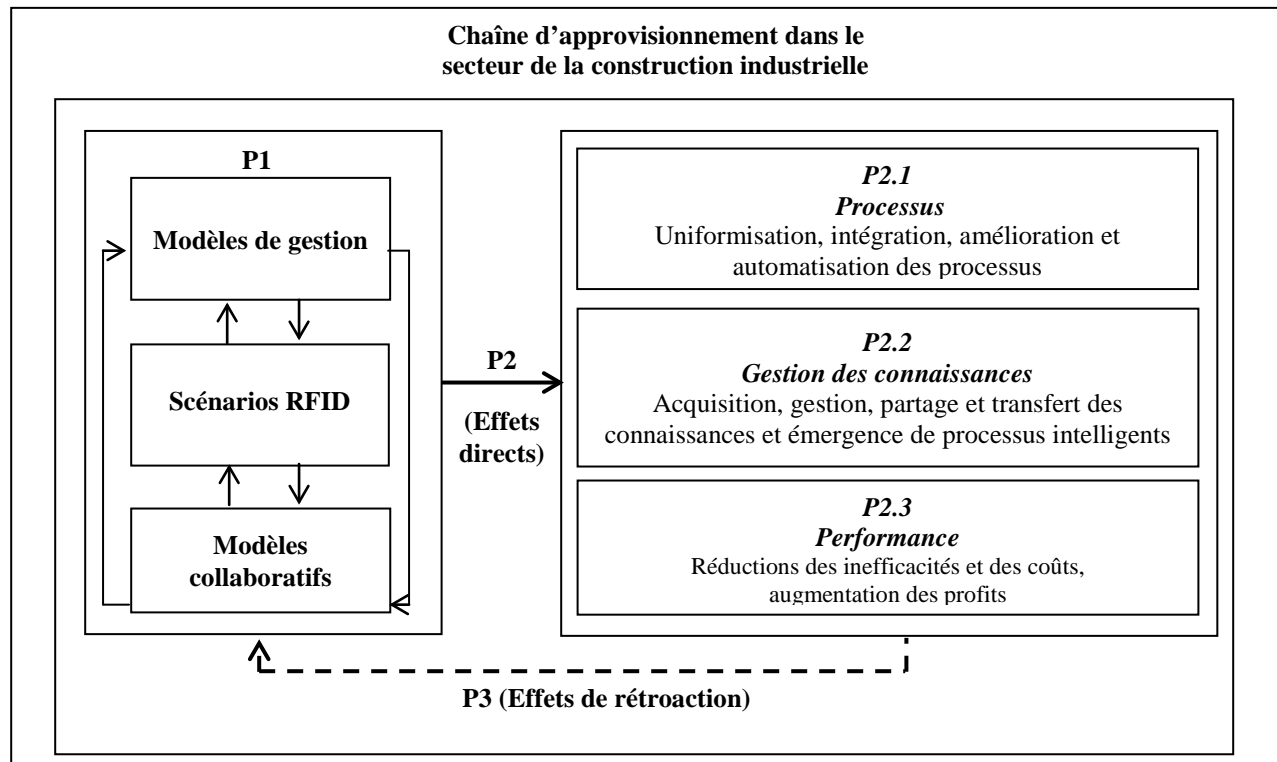 Chaîne d’approvisionnement dans le
secteur de la construction industrielle
P1
Modèles de gestion
Scénarios RFID
Modèles
collaboratifs
P2
(Effets
directs)
P2.1
Processus
Uniformisation, intégration, amélioration et
automatisation des processus
P2.2
Gestion des connaissances
Acquisition, gestion, partage et transfert des
connaissances et émergence de processus intelligents
P2.3
Performance
Réductions des inefficacités et des coûts,
augmentation des profits
P3 (Effets de rétroaction)